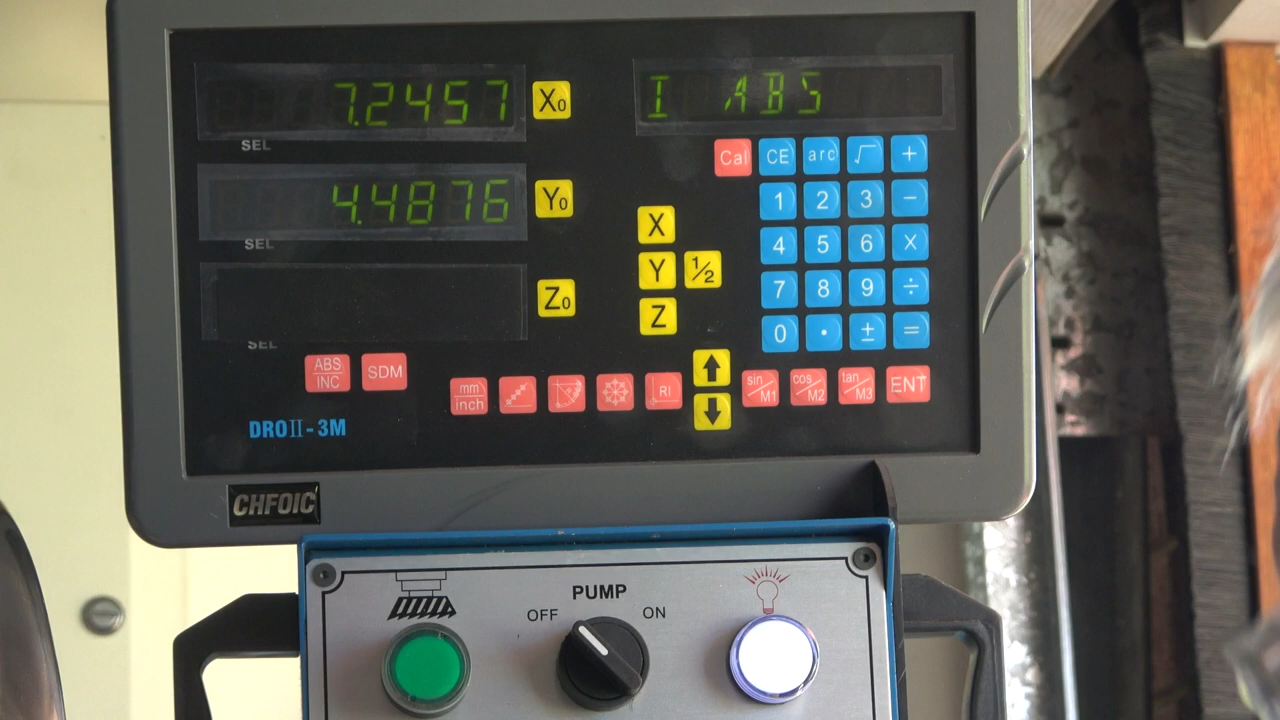 7.2457 X₀ I ABS
SEL
Cal CE arc √ +
4.4876 Y₀
1 2 3 −
SEL
X
4 5 6 X
Y ½
Z₀
7 8 9 ÷
Z
0 . ± =
SEL
ABS/INC SDM
mm/inch RI sin/M1 cos/M2 tan/M3 ENT
DROII-3M
CHFOIC
PUMP
OFF ON